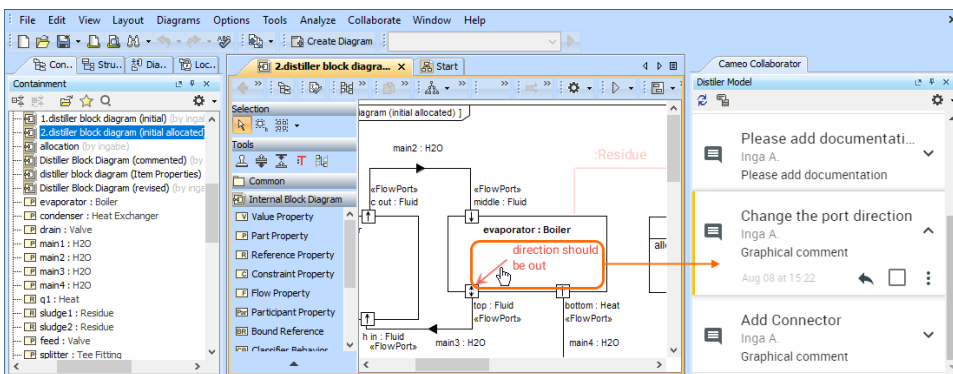 File Edit View Layout Diagrams Options Tools Analyze Collaborate Window Help
Create Diagram
Con.. Stru.. Dia.. Loc..
Containment
1.distiller block diagram (initial) (by ingal
2.distiller block diagram (initial allocated)
allocation (by ingabe)
Distiller Block Diagram (commented) (by
distiller block diagram (Item Properties)
Distiller Block Diagram (revised) (by inga
evaporator : Boiler
condenser : Heat Exchanger
drain : Valve
main1 : H2O
main2 : H2O
main3 : H2O
main4 : H2O
q1 : Heat
sludge1 : Residue
sludge2 : Residue
feed : Valve
splitter : Tee Fitting
2.distiller block diagra... Start
Selection
Tools
Common
Internal Block Diagram
Value Property
Part Property
Reference Property
Constraint Property
Flow Property
Participant Property
Bound Reference
Classifier Behavior
iagram (initial allocated) ]
main2 : H2O
:Residue
«FlowPort»
c out : Fluid
«FlowPort»
middle : Fluid
evaporator : Boiler
direction should
be out
all
top : Fluid
«FlowPort»
bottom : Heat
«FlowPort»
h in : Fluid
«FlowPort»
main3 : H2O
main4 : H2O
Cameo Collaborator
Distiller Model
Please add documentati...
Inga A.
Please add documentation
Change the port direction
Inga A.
Graphical comment
Aug 08 at 15:22
Add Connector
Inga A.
Graphical comment